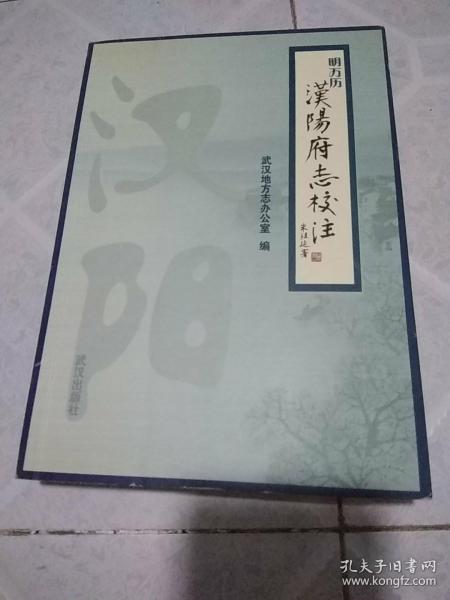 明万历
漢陽府志校注
武汉地方志办公室 编
汉阳
武汉出版社
孔夫子旧书网
www.kongfz.com